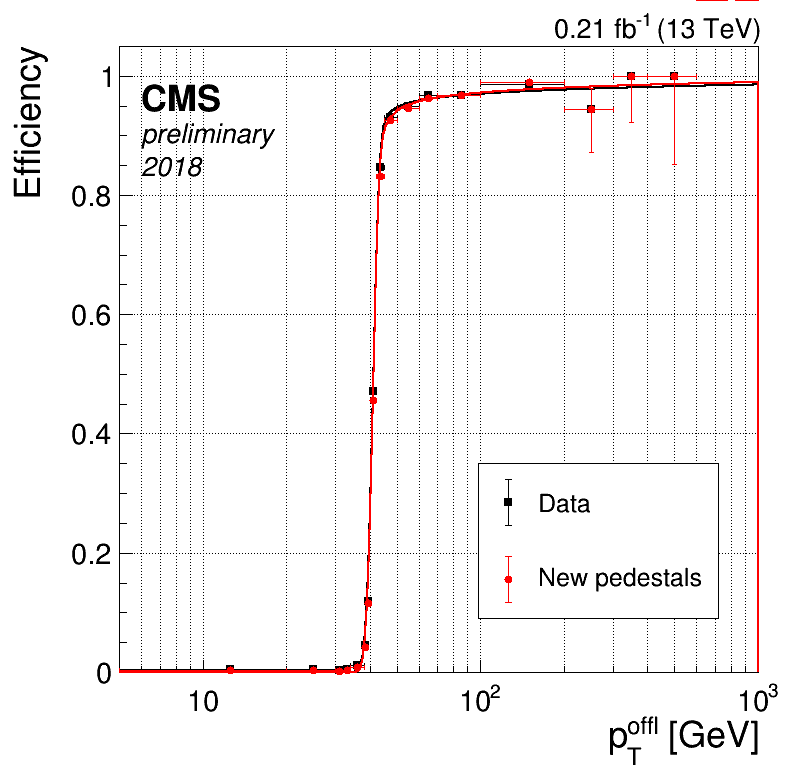 0.21 fb⁻¹ (13 TeV)
Efficiency
CMS
preliminary
2018
1
0.8
0.6
0.4
0.2
0
Data
New pedestals
10
10²
10³
p_T^offl [GeV]